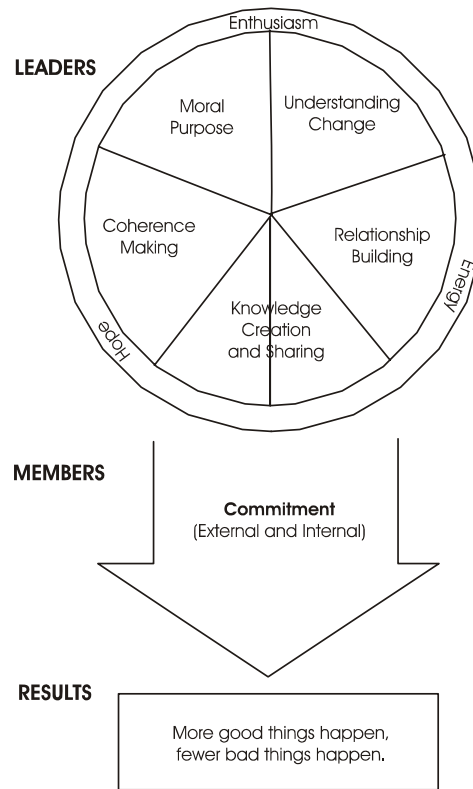 Enthusiasm
LEADERS
Moral
Purpose
Understanding
Change
Coherence
Making
Relationship
Building
Energy
Knowledge
Creation
and Sharing
Hope
MEMBERS
Commitment
(External and Internal)
RESULTS
More good things happen,
fewer bad things happen.